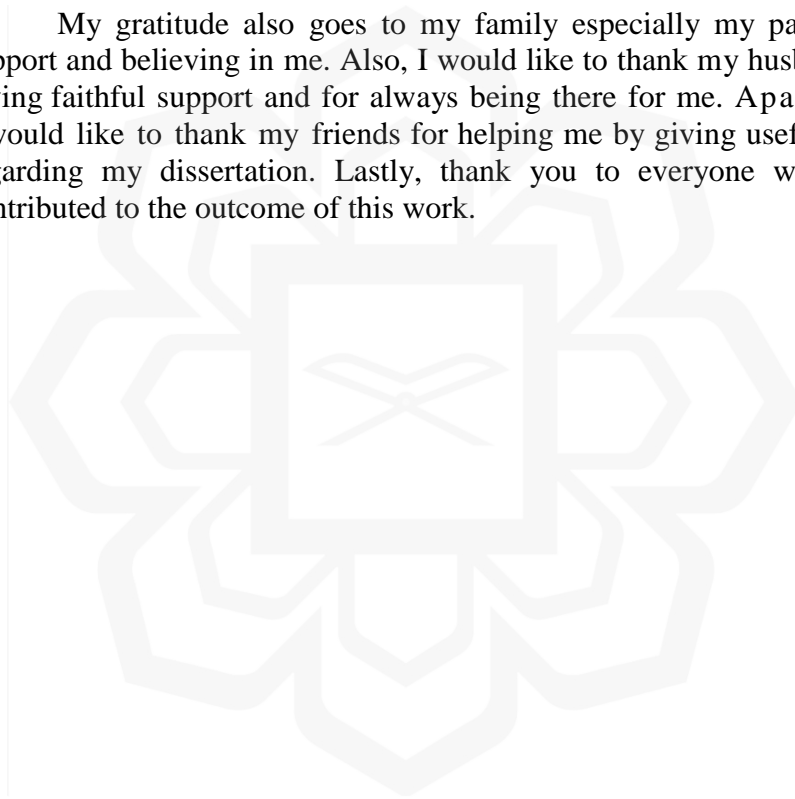 My gratitude also goes to my family especially my pa
pport and believing in me. Also, I would like to thank my husb
ing faithful support and for always being there for me. Apa
would like to thank my friends for helping me by giving usef
garding my dissertation. Lastly, thank you to everyone w
ntributed to the outcome of this work.